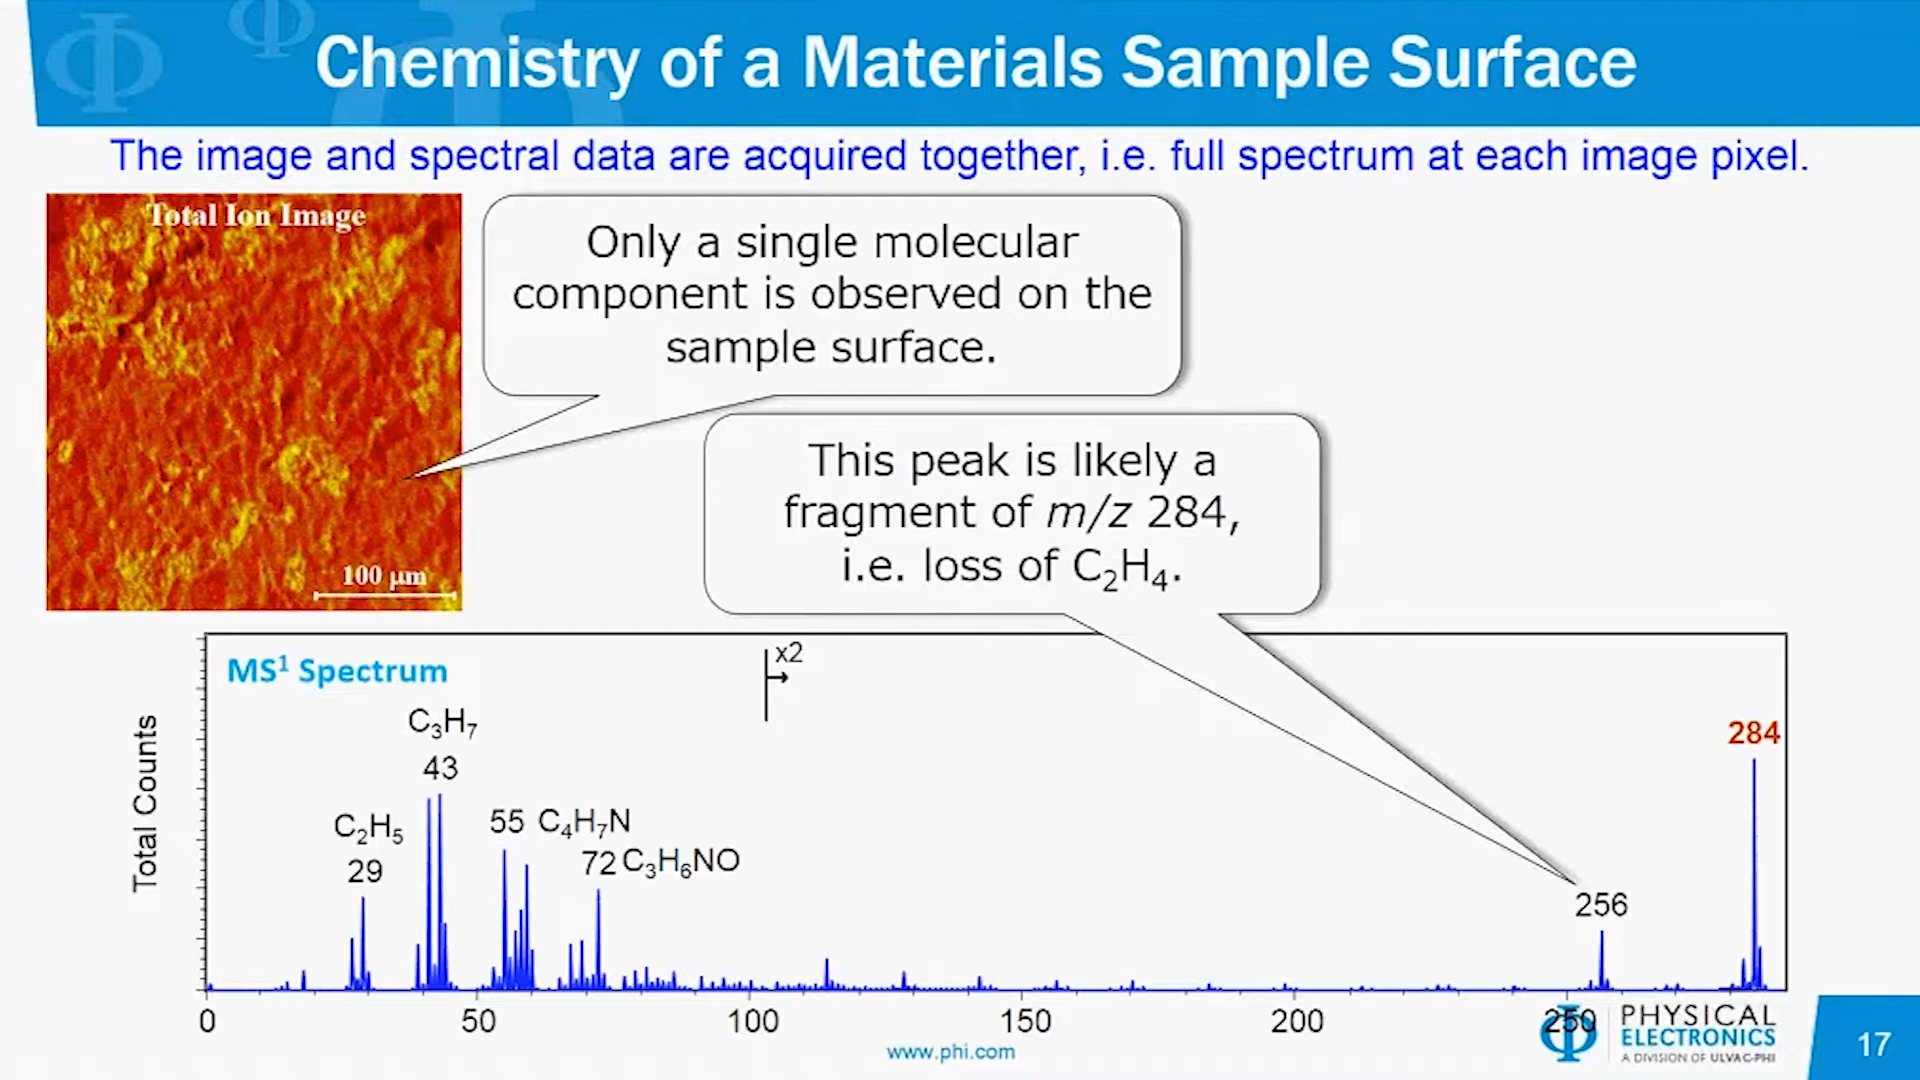 Chemistry of a Materials Sample Surface
The image and spectral data are acquired together, i.e. full spectrum at each image pixel.
Total Ion Image
100 µm
Only a single molecular
component is observed on the
sample surface.
This peak is likely a
fragment of m/z 284,
i.e. loss of C₂H₄.
MS¹ Spectrum
x2
Total Counts
C₃H₇
43
C₂H₅
29
55 C₄H₇N
72 C₃H₆NO
256
284
0 50 100 150 200 250
www.phi.com
PHYSICAL
ELECTRONICS
A DIVISION OF ULVAC-PHI
17